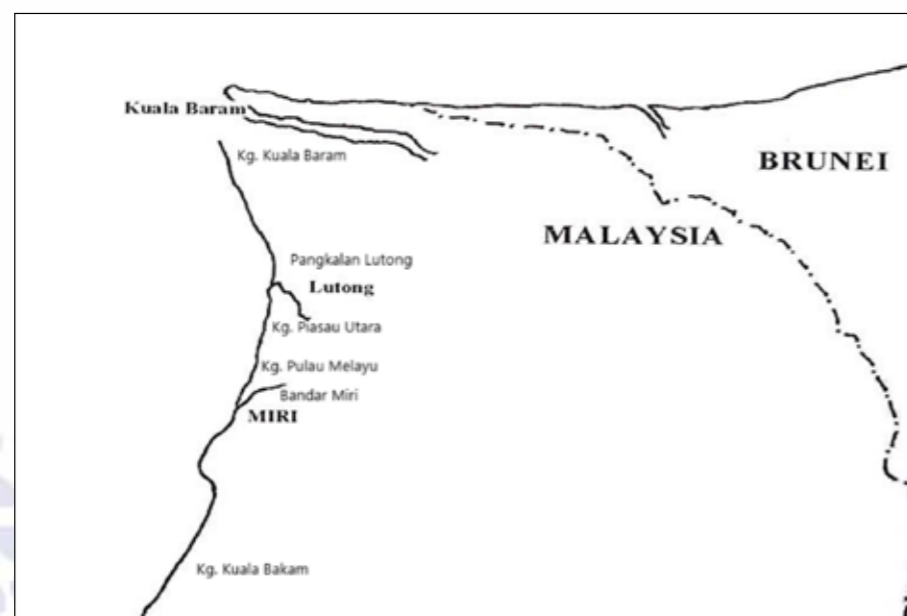 Kuala Baram
Kg. Kuala Baram
BRUNEI
MALAYSIA
Pangkalan Lutong
Lutong
Kg. Piasau Utara
Kg. Pulau Melayu
Bandar Miri
MIRI
Kg. Kuala Bakam